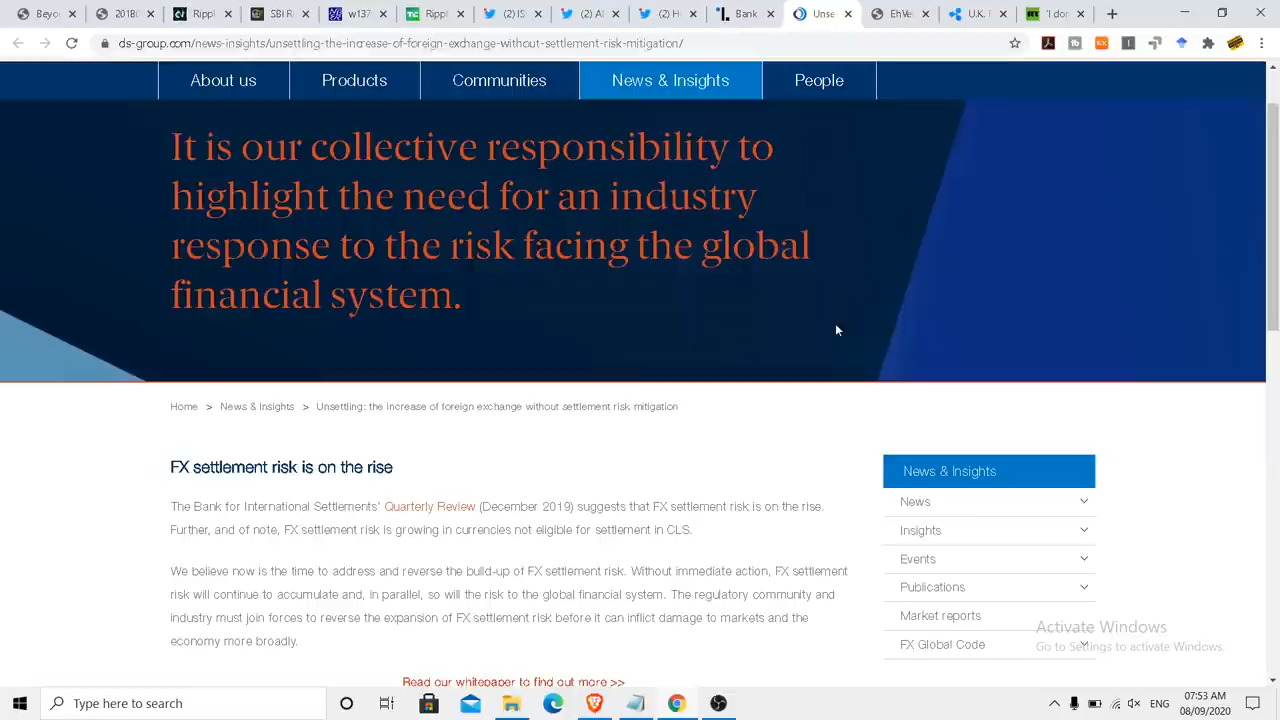 Beyo
2018I
Rippl
SBI R
w137
Rippl
(2) IS
(2) Al
(2) H
Bank
Unse
EhVe
U.K. I
"I don
ds-group.com/news-insights/unsettling-the-increase-of-foreign-exchange-without-settlement-risk-mitigation/
About us
Products
Communities
News & Insights
People
It is our collective responsibility to
highlight the need for an industry
response to the risk facing the global
financial system.
Home > News & Insights > Unsettling: the increase of foreign exchange without settlement risk mitigation
FX settlement risk is on the rise
The Bank for International Settlements' Quarterly Review (December 2019) suggests that FX settlement risk is on the rise.
Further, and of note, FX settlement risk is growing in currencies not eligible for settlement in CLS.
We believe now is the time to address and reverse the build-up of FX settlement risk. Without immediate action, FX settlement
risk will continue to accumulate and, in parallel, so will the risk to the global financial system. The regulatory community and
industry must join forces to reverse the expansion of FX settlement risk before it can inflict damage to markets and the
economy more broadly.
Read our whitepaper to find out more >>
News & Insights
News
Insights
Events
Publications
Market reports
FX Global Code
Activate Windows
Go to Settings to activate Windows.
Type here to search
ENG
07:53 AM
08/09/2020